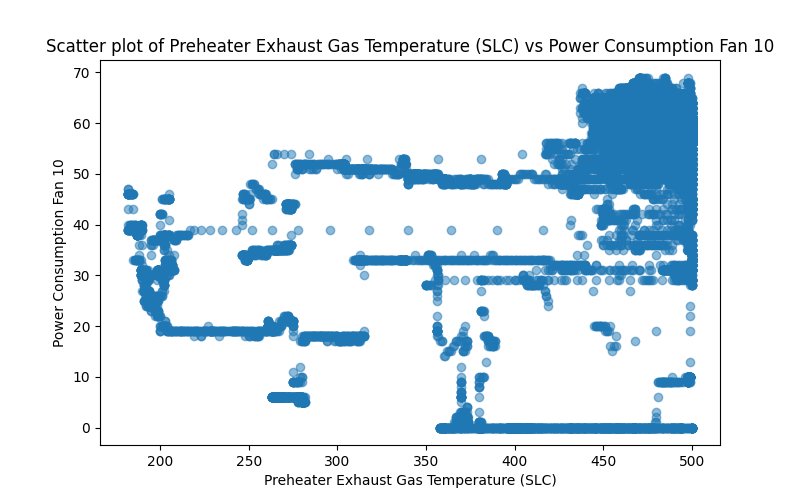 Scatter plot of Preheater Exhaust Gas Temperature (SLC) vs Power Consumption Fan 10
Power Consumption Fan 10
70
60
50
40
30
20
10
0
200 250 300 350 400 450 500
Preheater Exhaust Gas Temperature (SLC)